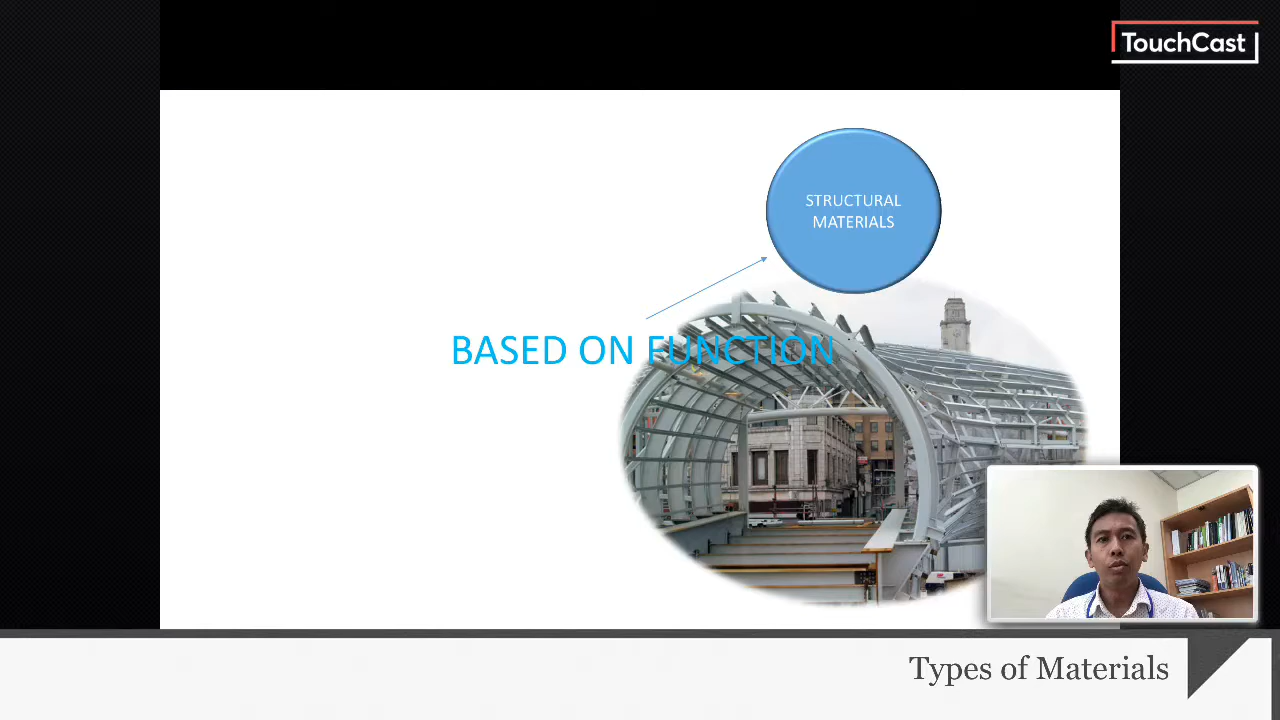 TouchCast
STRUCTURAL
MATERIALS
BASED ON FUNCTION
Types of Materials